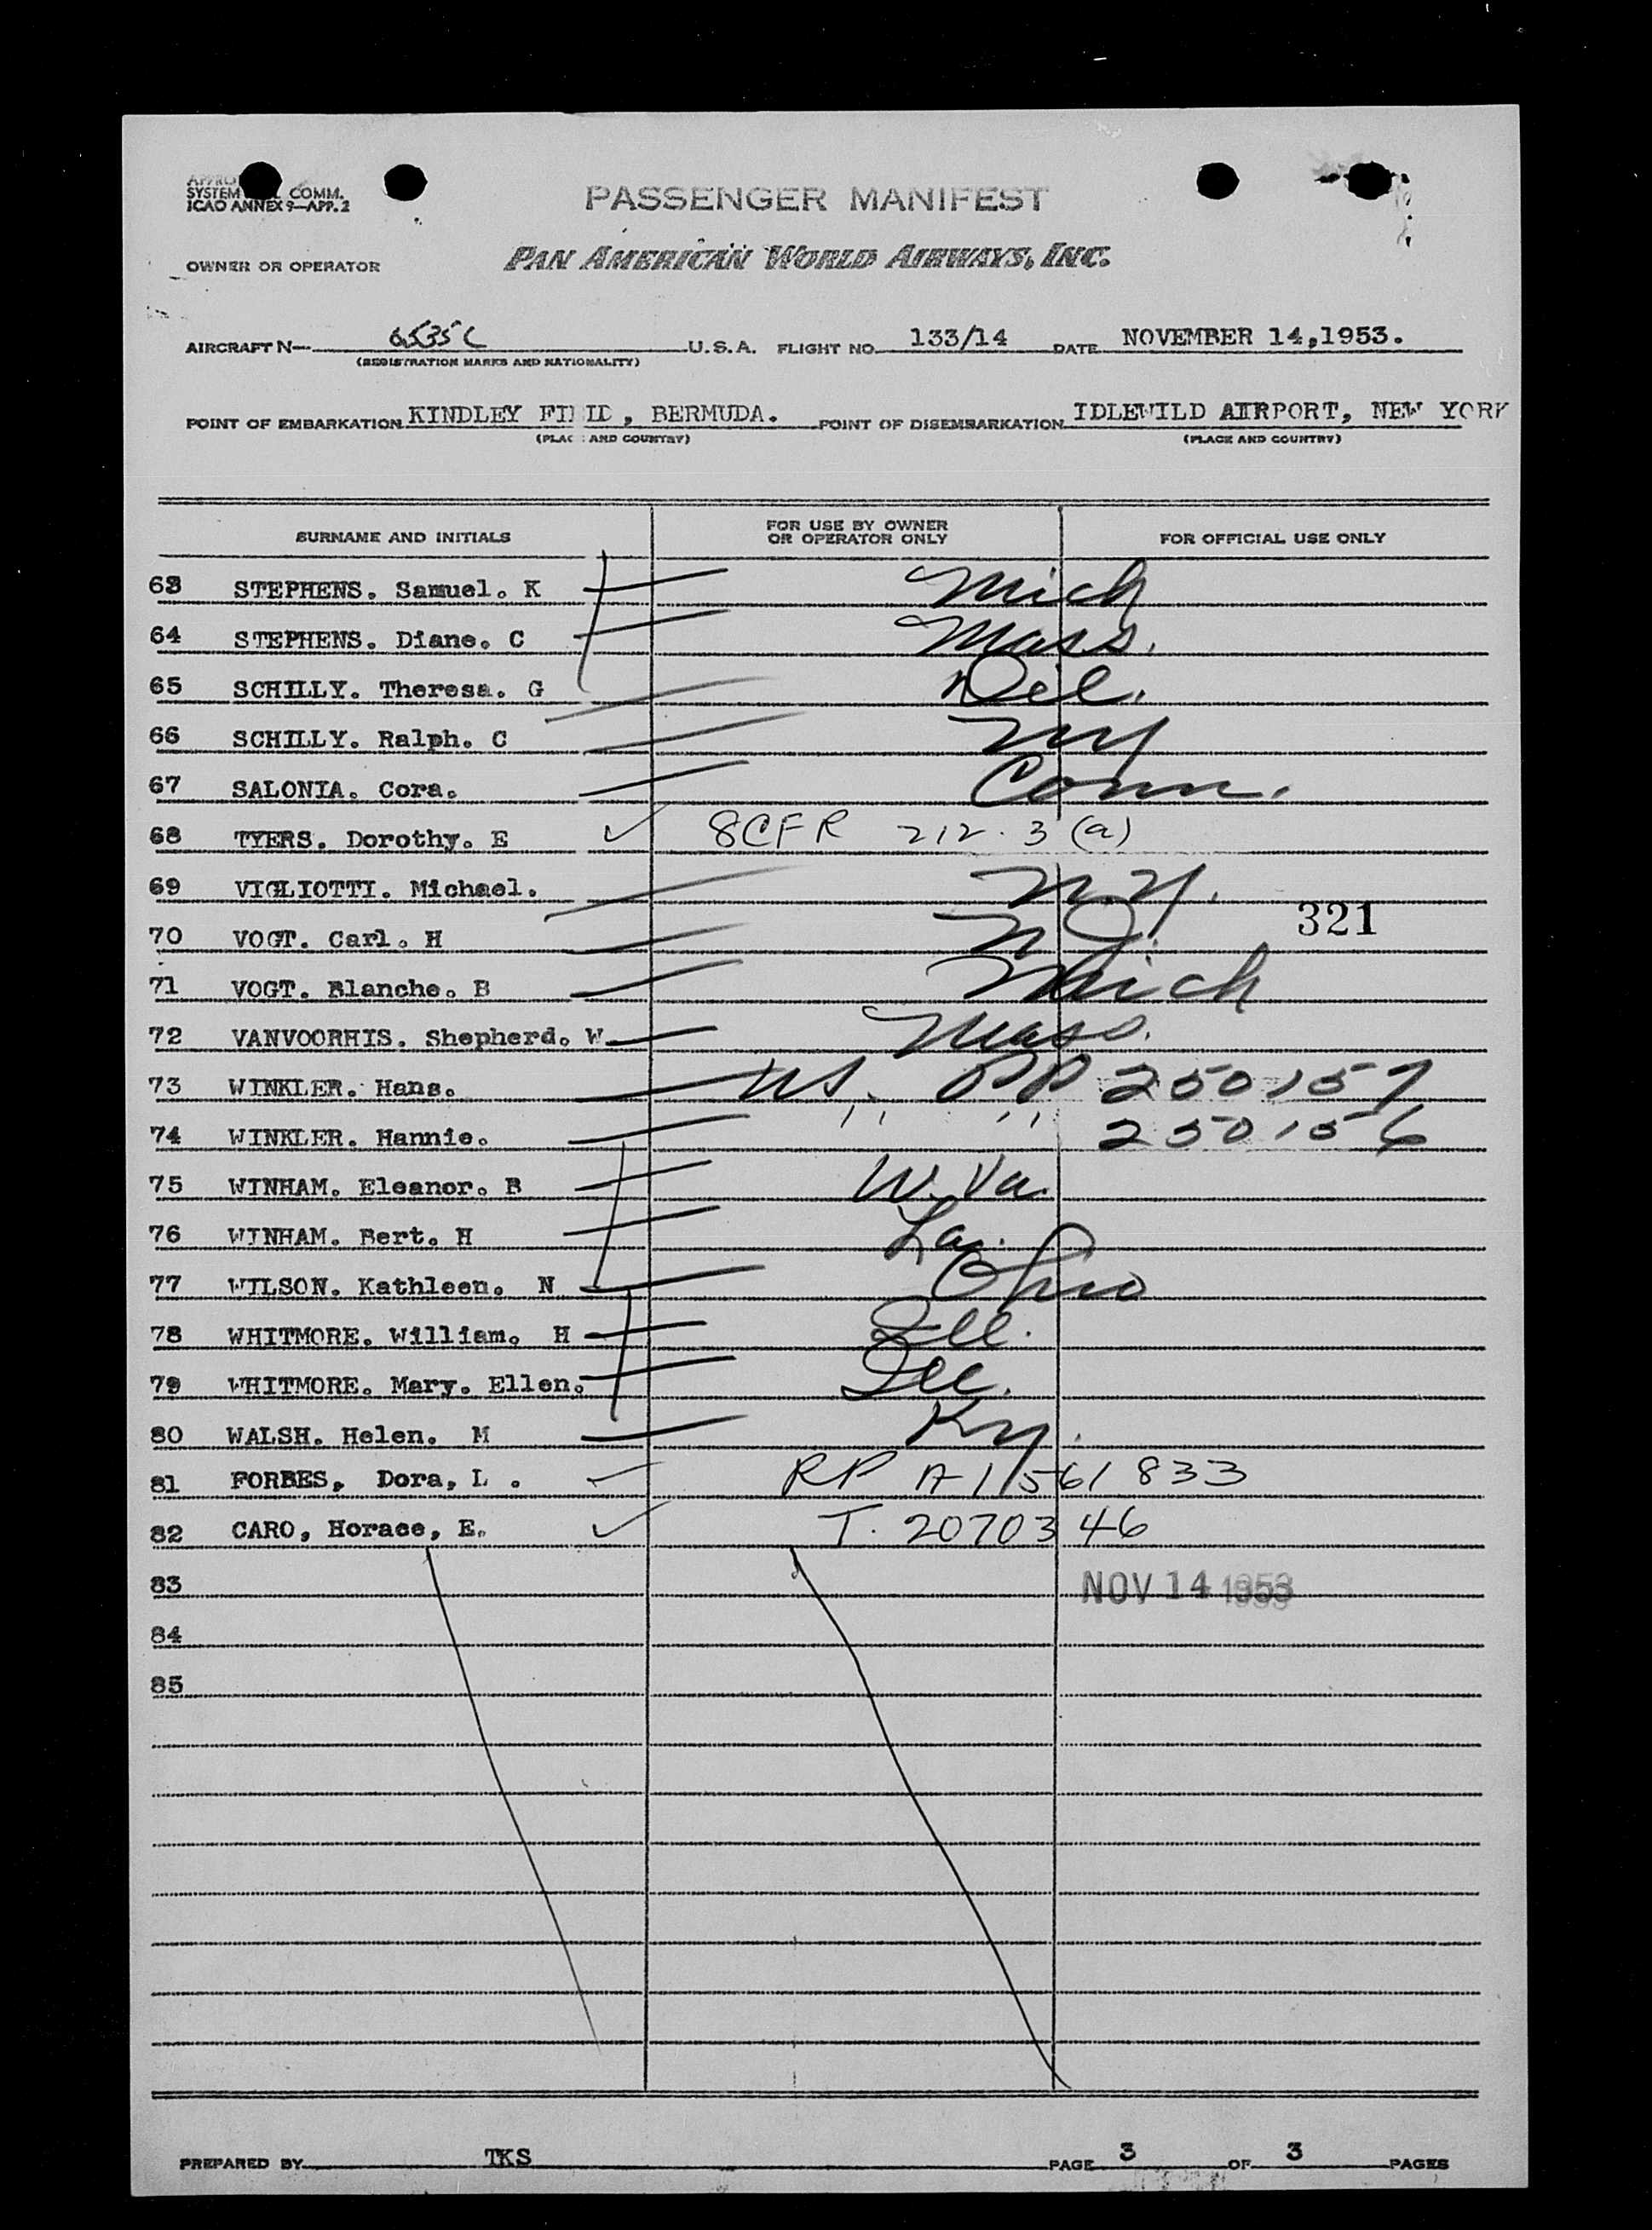 SYSTEM COMM.
ICAO ANNEX 9—APP. 2
PASSENGER MANIFEST
OWNER OR OPERATOR PAN AMERICAN WORLD AIRWAYS, INC.
AIRCRAFT N— 6535C U.S.A. FLIGHT NO. 133/14 DATE NOVEMBER 14,1953.
(REGISTRATION MARKS AND NATIONALITY)
POINT OF EMBARKATION KINDLEY FIELD, BERMUDA. POINT OF DISEMBARKATION IDLEWILD AIRPORT, NEW YORK
(PLACE AND COUNTRY) (PLACE AND COUNTRY)
SURNAME AND INITIALS FOR USE BY OWNER OR OPERATOR ONLY FOR OFFICIAL USE ONLY
63 STEPHENS. Samuel. K Mich
64 STEPHENS. Diane. C Mass.
65 SCHILLY. Theresa. G Del.
66 SCHILLY. Ralph. C NY
67 SALONIA. Cora. Conn.
68 TYERS. Dorothy. E 8CFR 212.3 (a)
69 VIGLIOTTI. Michael. N.Y.
321
70 VOGT. Carl. H N.J.
71 VOGT. Blanche. B Mich
72 VANVOORHIS. Shepherd. W Mass.
73 WINKLER. Hans. US. PP 250157
74 WINKLER. Hannie. " " 250156
75 WINHAM. Eleanor. B W.Va.
76 WINHAM. Bert. H La.
77 WILSON. Kathleen. N Ohio
78 WHITMORE. William. H Ill.
79 WHITMORE. Mary. Ellen. Ill.
80 WALSH. Helen. M Ky.
81 FORBES, Dora, L . RP A11561833
82 CARO, Horace, E. T. 2070346
83 NOV 14 1953
84
85
PREPARED BY TKS PAGE 3 OF 3 PAGES